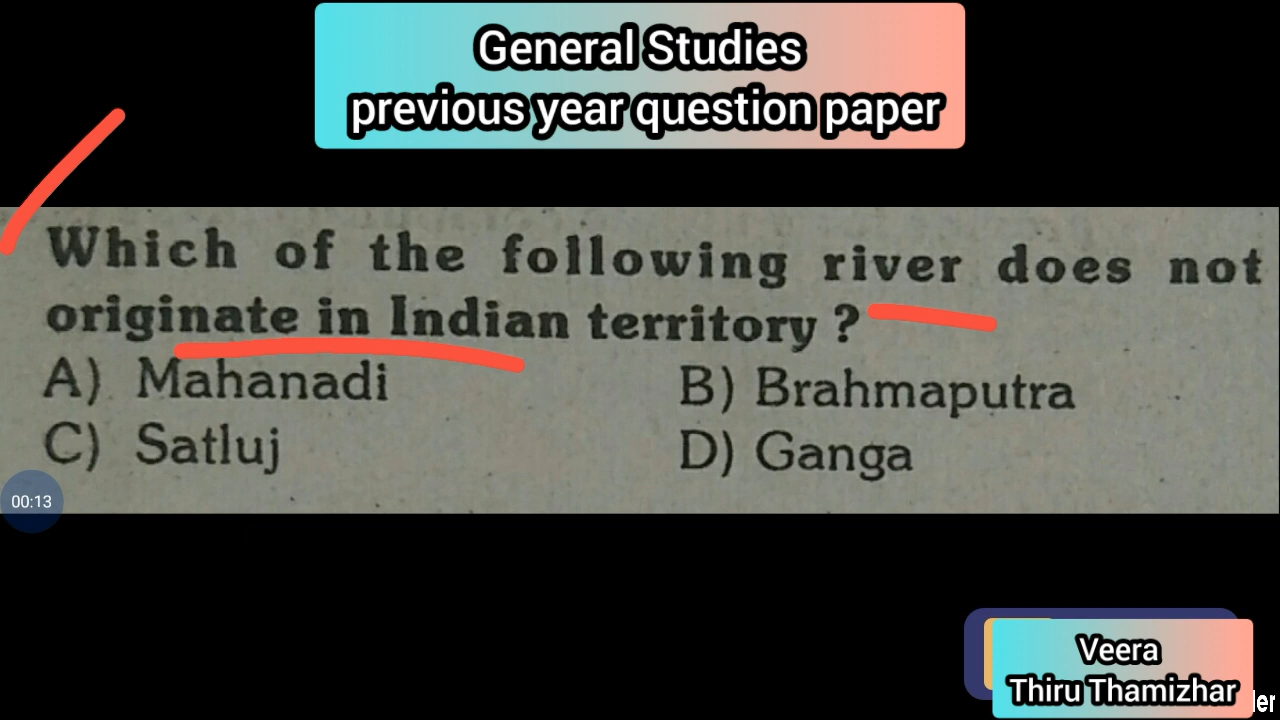 General Studies
previous year question paper
Which of the following river does not
originate in Indian territory ?
A) Mahanadi
B) Brahmaputra
C) Satluj
D) Ganga
00:13
Veera
Thiru Thamizhar